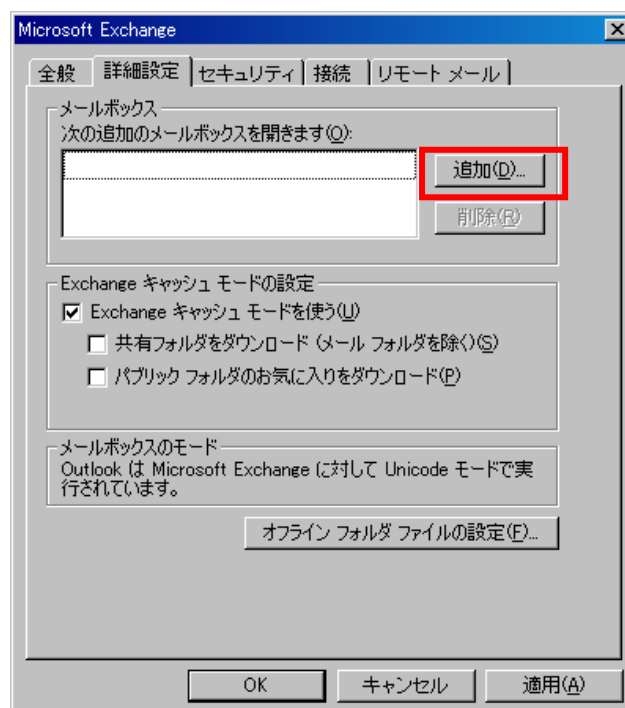 Microsoft Exchange
全般 詳細設定 セキュリティ 接続 リモート メール
メールボックス
次の追加のメールボックスを開きます(O):
追加(D)...
削除(R)
Exchange キャッシュ モードの設定
Exchange キャッシュ モードを使う(U)
共有フォルダをダウンロード (メール フォルダを除く)(S)
パブリック フォルダのお気に入りをダウンロード(P)
メールボックスのモード
Outlook は Microsoft Exchange に対して Unicode モードで実
行されています。
オフライン フォルダ ファイルの設定(F)...
OK キャンセル 適用(A)